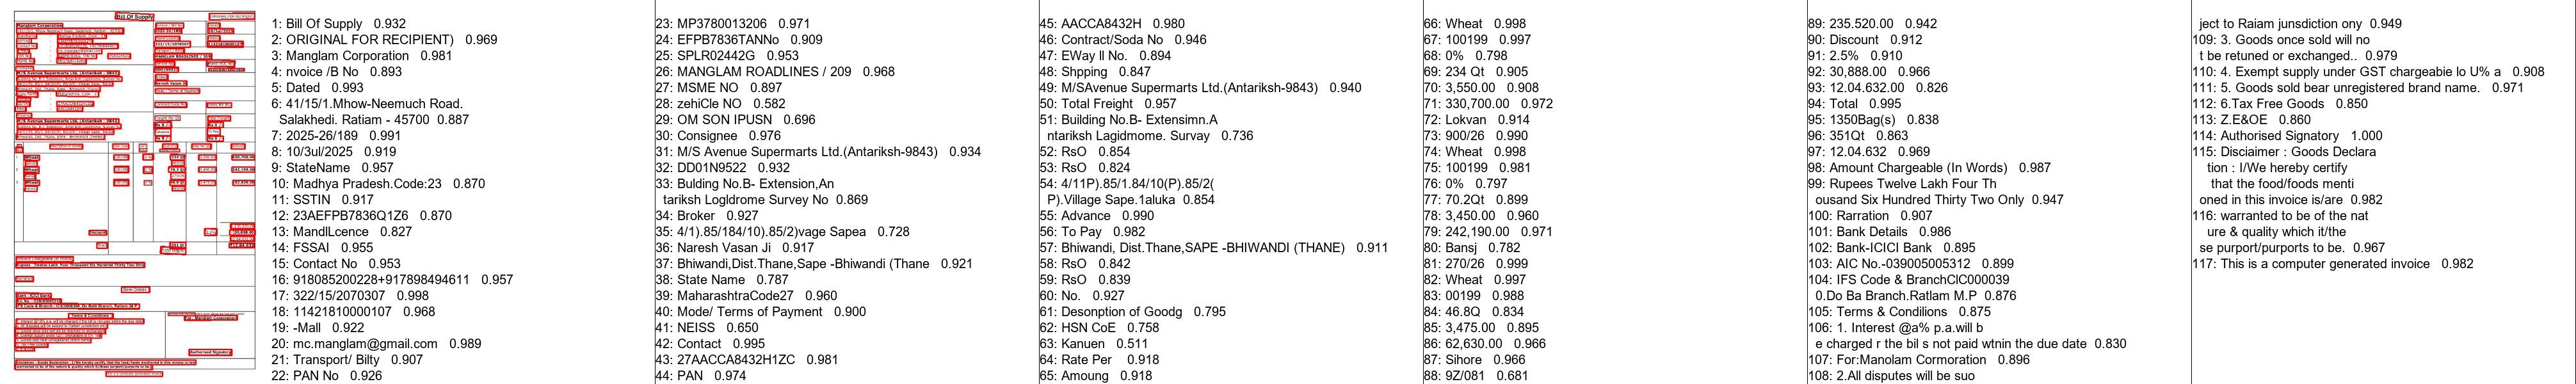 1: Bill Of Supply 0.932
2: ORIGINAL FOR RECIPIENT) 0.969
3: Manglam Corporation 0.981
4: nvoice /B No 0.893
5: Dated 0.993
6: 41/15/1.Mhow-Neemuch Road.
Salakhedi. Ratiam - 45700 0.887
7: 2025-26/189 0.991
8: 10/3ul/2025 0.919
9: StateName 0.957
10: Madhya Pradesh.Code:23 0.870
11: SSTIN 0.917
12: 23AEFPB7836Q1Z6 0.870
13: MandlLcence 0.827
14: FSSAI 0.955
15: Contact No 0.953
16: 918085200228+917898494611 0.957
17: 322/15/2070307 0.998
18: 11421810000107 0.968
19: -Mall 0.922
20: mc.manglam@gmail.com 0.989
21: Transport/ Bilty 0.907
22: PAN No 0.926
23: MP3780013206 0.971
24: EFPB7836TANNo 0.909
25: SPLR02442G 0.953
26: MANGLAM ROADLINES / 209 0.968
27: MSME NO 0.897
28: zehiCle NO 0.582
29: OM SON IPUSN 0.696
30: Consignee 0.976
31: M/S Avenue Supermarts Ltd.(Antariksh-9843) 0.934
32: DD01N9522 0.932
33: Bulding No.B- Extension,An
tariksh Logldrome Survey No 0.869
34: Broker 0.927
35: 4/1).85/184/10).85/2)vage Sapea 0.728
36: Naresh Vasan Ji 0.917
37: Bhiwandi,Dist.Thane,Sape -Bhiwandi (Thane 0.921
38: State Name 0.787
39: MaharashtraCode27 0.960
40: Mode/ Terms of Payment 0.900
41: NEISS 0.650
42: Contact 0.995
43: 27AACCA8432H1ZC 0.981
44: PAN 0.974
45: AACCA8432H 0.980
46: Contract/Soda No 0.946
47: EWay ll No. 0.894
48: Shpping 0.847
49: M/SAvenue Supermarts Ltd.(Antariksh-9843) 0.940
50: Total Freight 0.957
51: Building No.B- Extensimn.A
ntariksh Lagidmome. Survay 0.736
52: RsO 0.854
53: RsO 0.824
54: 4/11P).85/1.84/10(P).85/2(
P).Village Sape.1aluka 0.854
55: Advance 0.990
56: To Pay 0.982
57: Bhiwandi, Dist.Thane,SAPE -BHIWANDI (THANE) 0.911
58: RsO 0.842
59: RsO 0.839
60: No. 0.927
61: Desonption of Goodg 0.795
62: HSN CoE 0.758
63: Kanuen 0.511
64: Rate Per 0.918
65: Amoung 0.918
66: Wheat 0.998
67: 100199 0.997
68: 0% 0.798
69: 234 Qt 0.905
70: 3,550.00 0.908
71: 330,700.00 0.972
72: Lokvan 0.914
73: 900/26 0.990
74: Wheat 0.998
75: 100199 0.981
76: 0% 0.797
77: 70.2Qt 0.899
78: 3,450.00 0.960
79: 242,190.00 0.971
80: Bansj 0.782
81: 270/26 0.999
82: Wheat 0.997
83: 00199 0.988
84: 46.8Q 0.834
85: 3,475.00 0.895
86: 62,630.00 0.966
87: Sihore 0.966
88: 9Z/081 0.681
89: 235.520.00 0.942
90: Discount 0.912
91: 2.5% 0.910
92: 30,888.00 0.966
93: 12.04.632.00 0.826
94: Total 0.995
95: 1350Bag(s) 0.838
96: 351Qt 0.863
97: 12.04.632 0.969
98: Amount Chargeable (In Words) 0.987
99: Rupees Twelve Lakh Four Th
ousand Six Hundred Thirty Two Only 0.947
100: Rarration 0.907
101: Bank Details 0.986
102: Bank-ICICI Bank 0.895
103: AIC No.-039005005312 0.899
104: IFS Code & BranchClC000039
0.Do Ba Branch.Ratlam M.P 0.876
105: Terms & Condilions 0.875
106: 1. Interest @a% p.a.will b
e charged r the bil s not paid wtnin the due date 0.830
107: For:Manolam Cormoration 0.896
108: 2.All disputes will be suo
ject to Raiam junsdiction ony 0.949
109: 3. Goods once sold will no
t be retuned or exchanged.. 0.979
110: 4. Exempt supply under GST chargeable lo U% a 0.908
111: 5. Goods sold bear unregistered brand name. 0.971
112: 6.Tax Free Goods 0.850
113: Z.E&OE 0.860
114: Authorised Signatory 1.000
115: Disciaimer : Goods Declara
tion : I/We hereby certify
that the food/foods menti
oned in this invoice is/are 0.982
116: warranted to be of the nat
ure & quality which it/the
se purport/purports to be. 0.967
117: This is a computer generated invoice 0.982